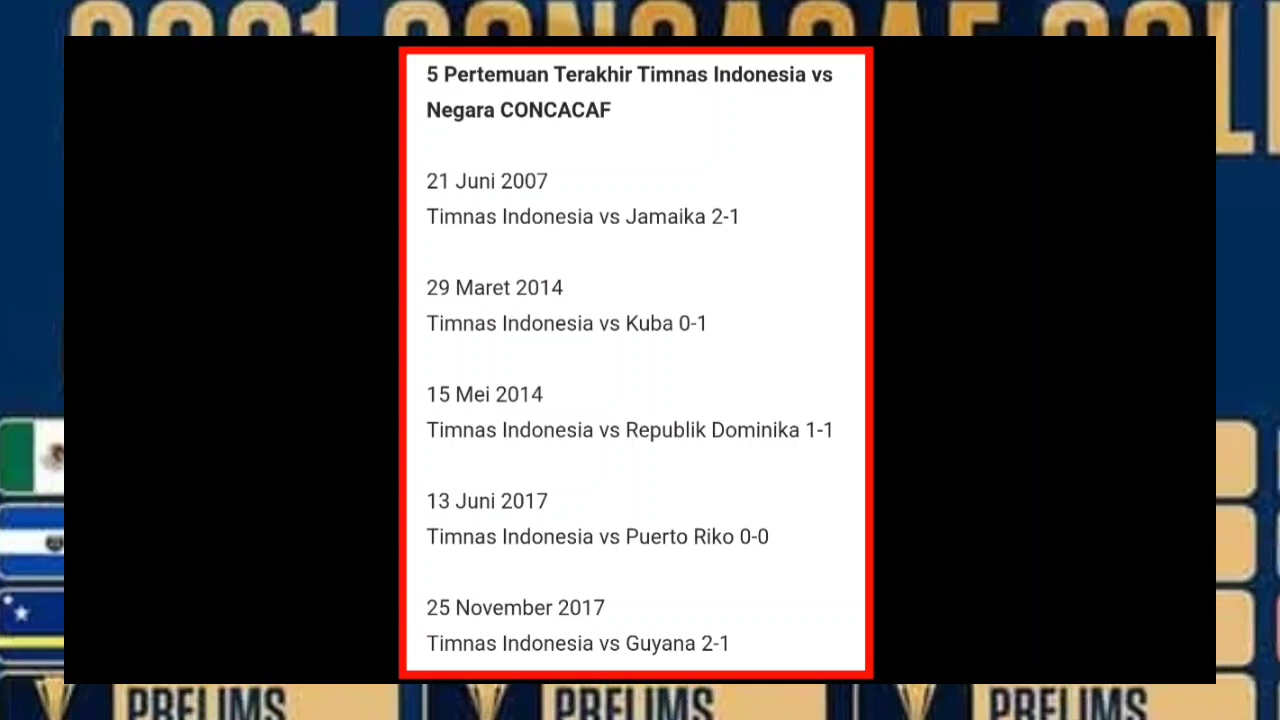 5 Pertemuan Terakhir Timnas Indonesia vs
Negara CONCACAF
21 Juni 2007
Timnas Indonesia vs Jamaika 2-1
29 Maret 2014
Timnas Indonesia vs Kuba 0-1
15 Mei 2014
Timnas Indonesia vs Republik Dominika 1-1
13 Juni 2017
Timnas Indonesia vs Puerto Riko 0-0
25 November 2017
Timnas Indonesia vs Guyana 2-1
PRELIMS
PRELIMS
PRELIMS